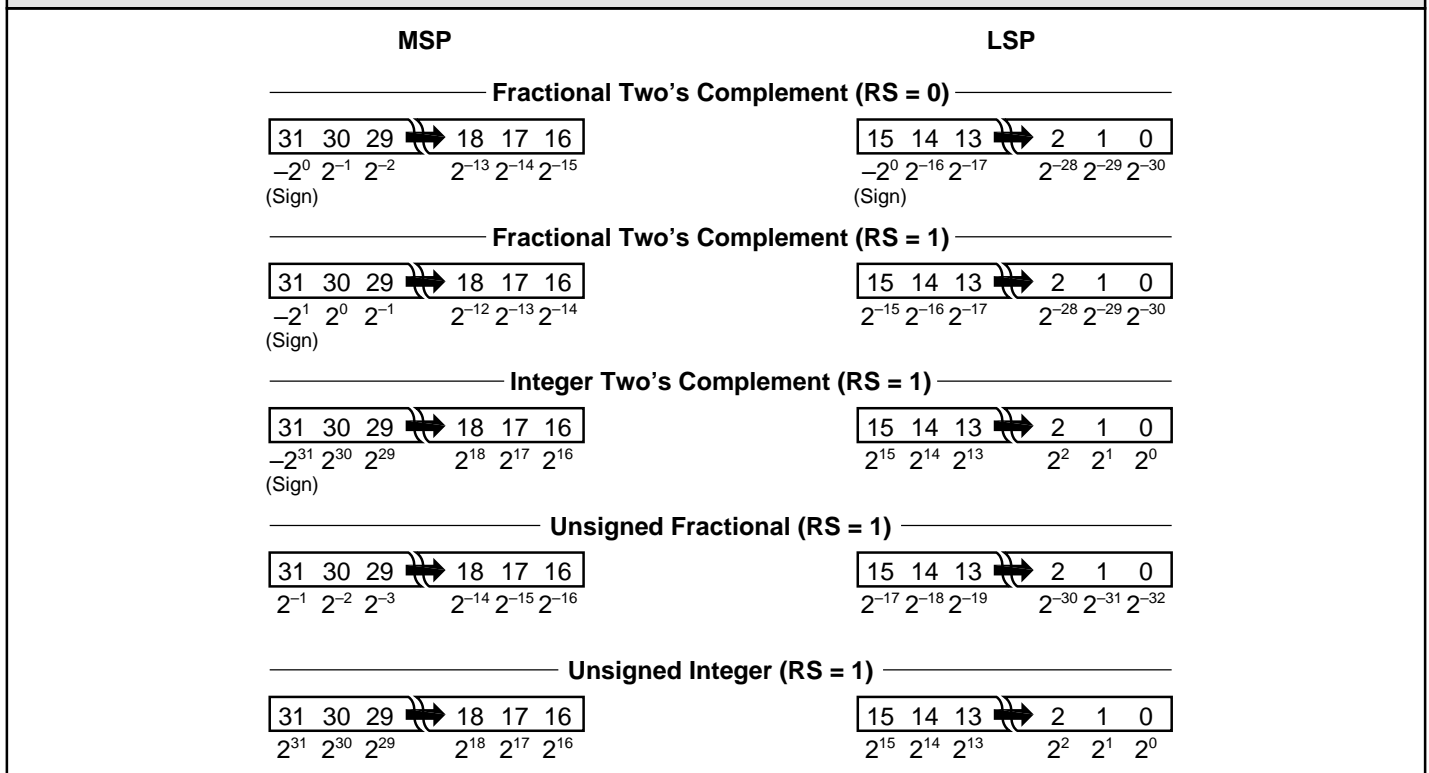 MSP LSP
Fractional Two’s Complement (RS = 0)
31 30 29 18 17 16 15 14 13 2 1 0
–2⁰ 2⁻¹ 2⁻² 2⁻¹³ 2⁻¹⁴ 2⁻¹⁵ –2⁰ 2⁻¹⁶ 2⁻¹⁷ 2⁻²⁸ 2⁻²⁹ 2⁻³⁰
(Sign) (Sign)
Fractional Two’s Complement (RS = 1)
31 30 29 18 17 16 15 14 13 2 1 0
–2¹ 2⁰ 2⁻¹ 2⁻¹² 2⁻¹³ 2⁻¹⁴ 2⁻¹⁵ 2⁻¹⁶ 2⁻¹⁷ 2⁻²⁸ 2⁻²⁹ 2⁻³⁰
(Sign)
Integer Two’s Complement (RS = 1)
31 30 29 18 17 16 15 14 13 2 1 0
–2³¹ 2³⁰ 2²⁹ 2¹⁸ 2¹⁷ 2¹⁶ 2¹⁵ 2¹⁴ 2¹³ 2² 2¹ 2⁰
(Sign)
Unsigned Fractional (RS = 1)
31 30 29 18 17 16 15 14 13 2 1 0
2⁻¹ 2⁻² 2⁻³ 2⁻¹⁴ 2⁻¹⁵ 2⁻¹⁶ 2⁻¹⁷ 2⁻¹⁸ 2⁻¹⁹ 2⁻³⁰ 2⁻³¹ 2⁻³²
Unsigned Integer (RS = 1)
31 30 29 18 17 16 15 14 13 2 1 0
2³¹ 2³⁰ 2²⁹ 2¹⁸ 2¹⁷ 2¹⁶ 2¹⁵ 2¹⁴ 2¹³ 2² 2¹ 2⁰